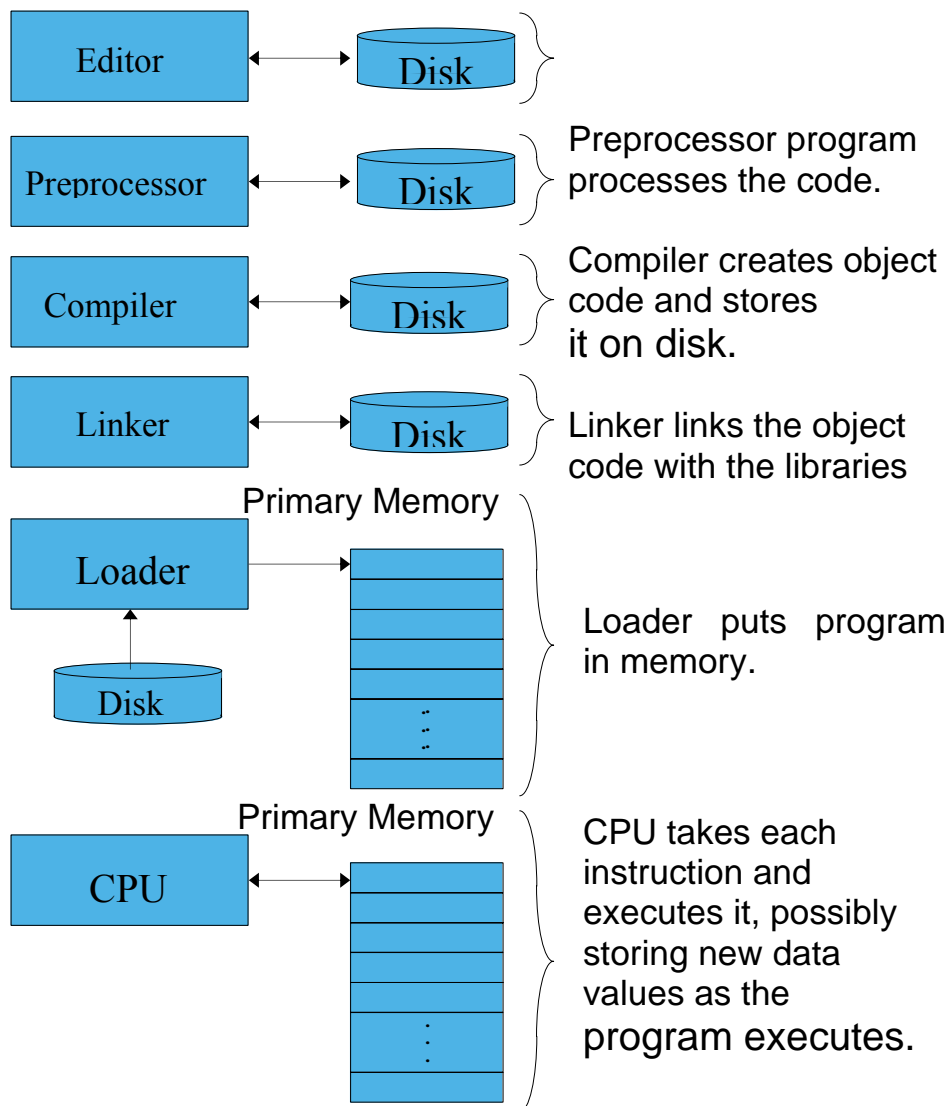 Editor
Disk
Preprocessor
Disk
Preprocessor program
processes the code.
Compiler
Disk
Compiler creates object
code and stores
it on disk.
Linker
Disk
Linker links the object
code with the libraries
Primary Memory
Loader
Disk
Loader puts program
in memory.
Primary Memory
CPU
CPU takes each
instruction and
executes it, possibly
storing new data
values as the
program executes.